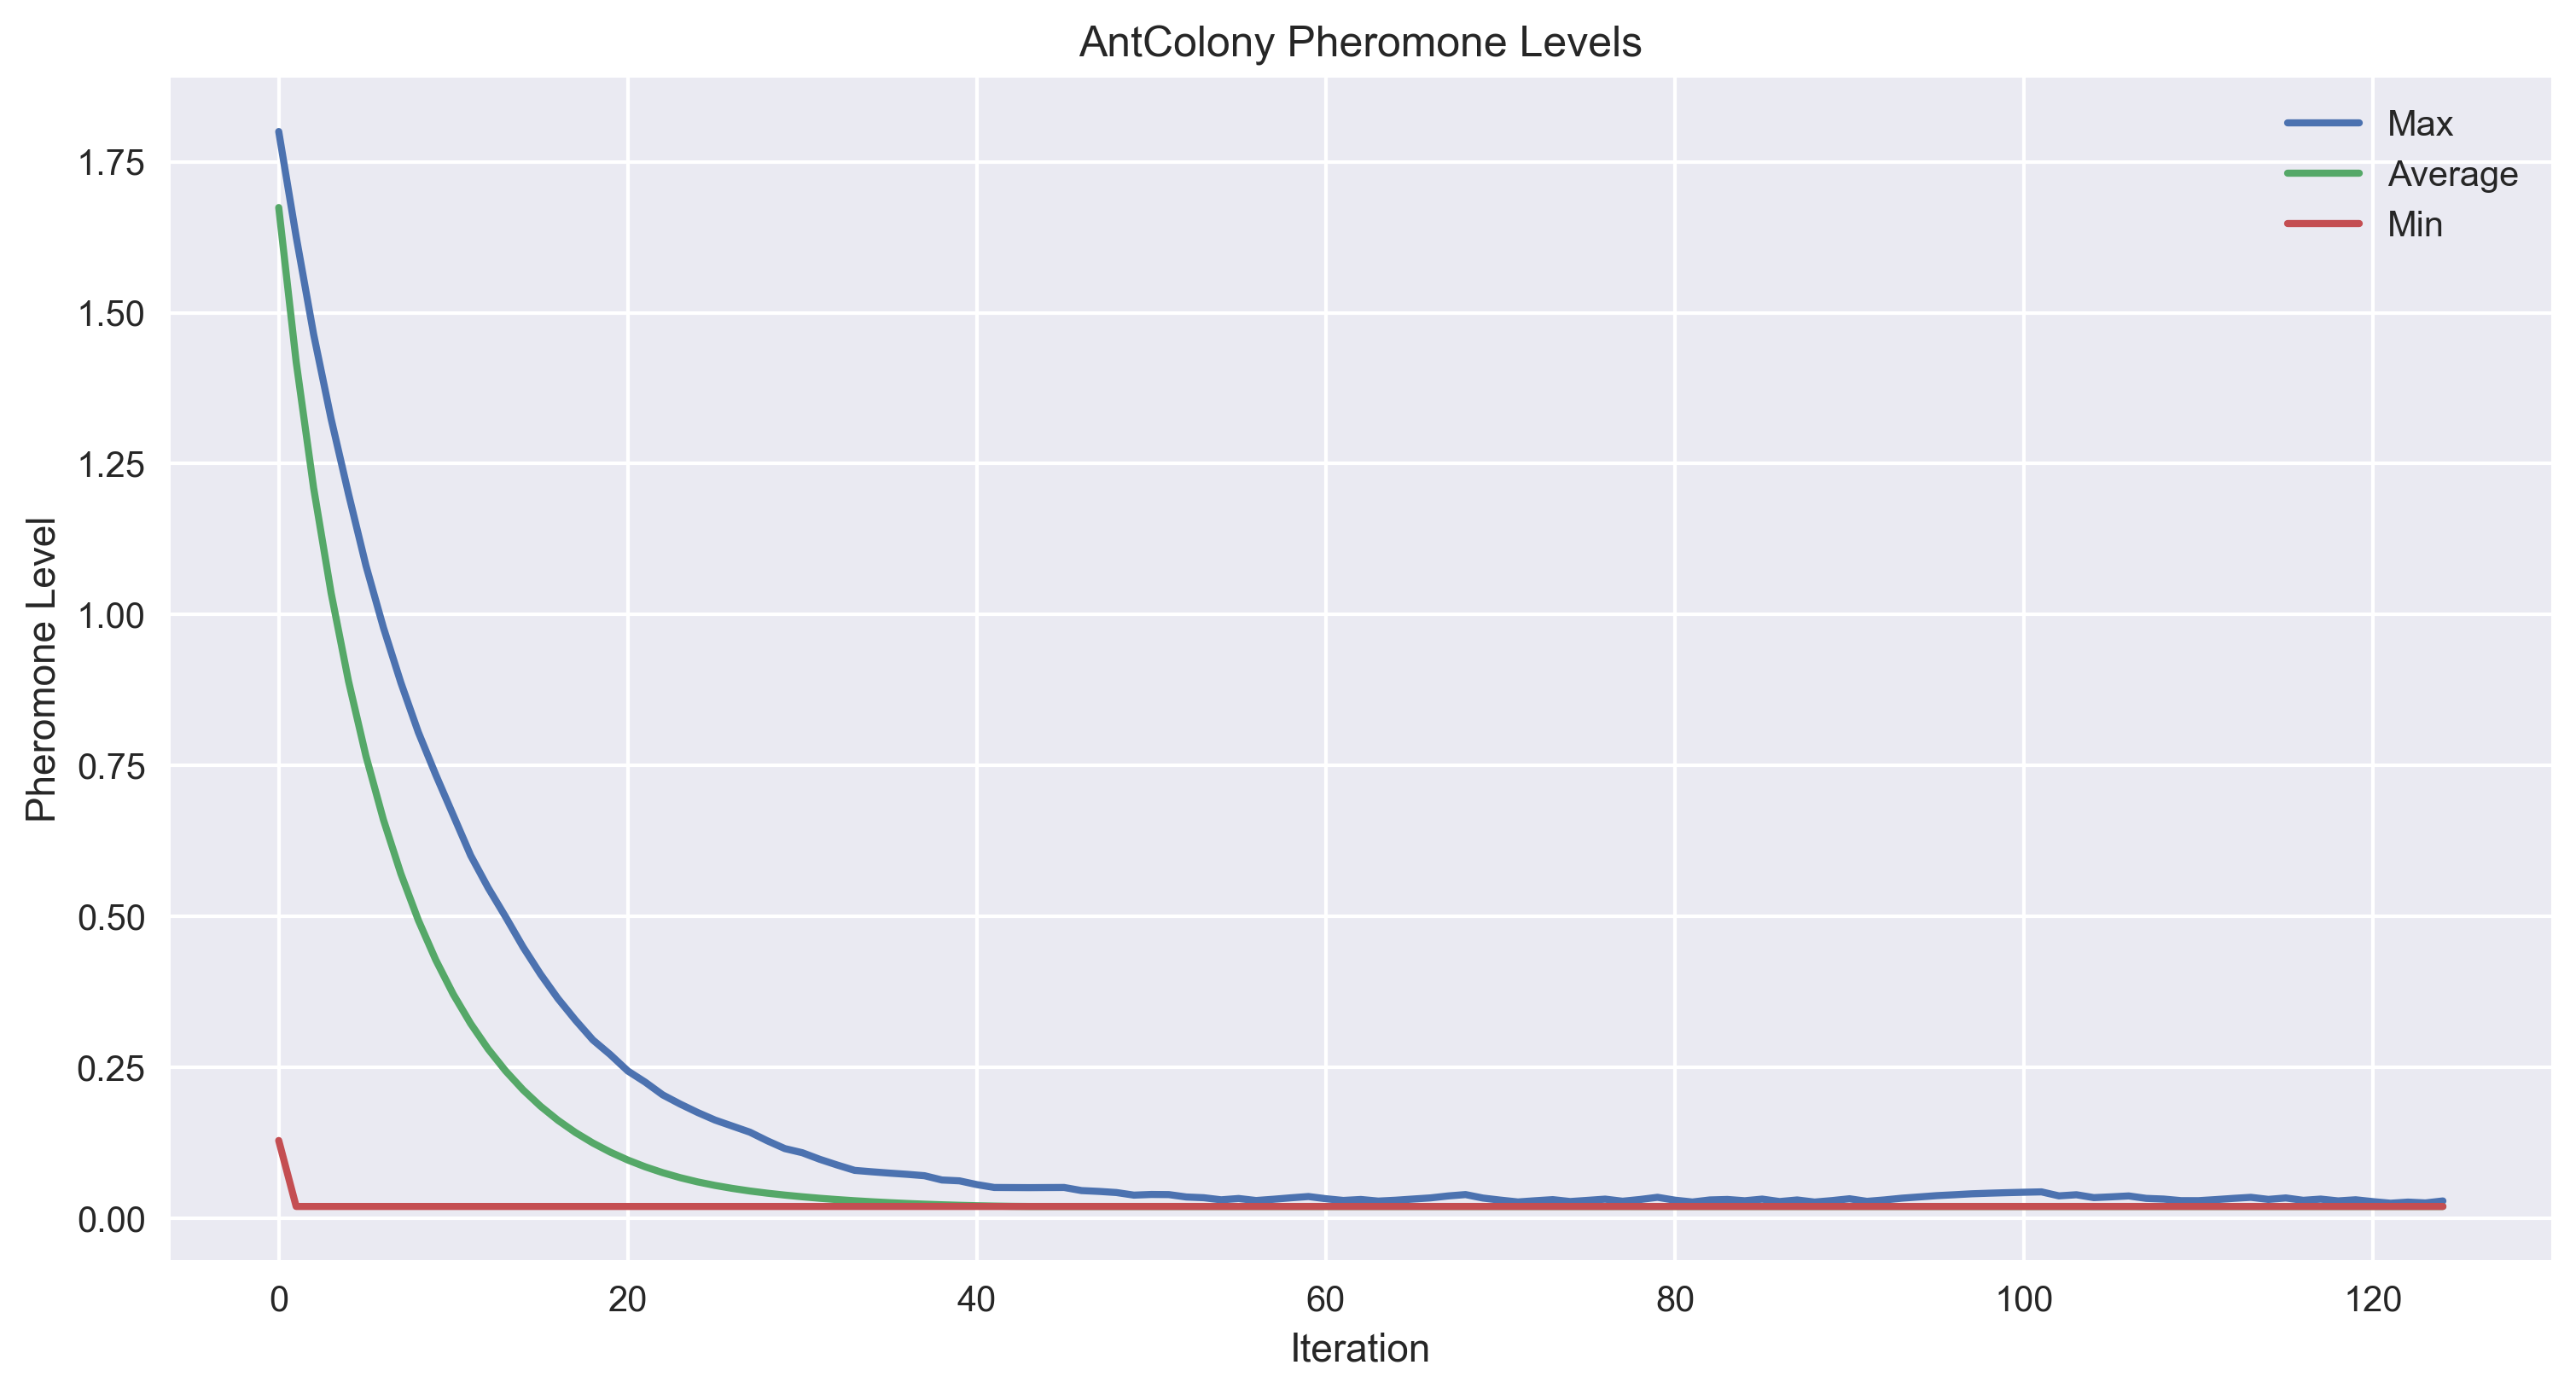 AntColony Pheromone Levels
Max
Average
Min
Pheromone Level
1.75
1.50
1.25
1.00
0.75
0.50
0.25
0.00
0 20 40 60 80 100 120
Iteration